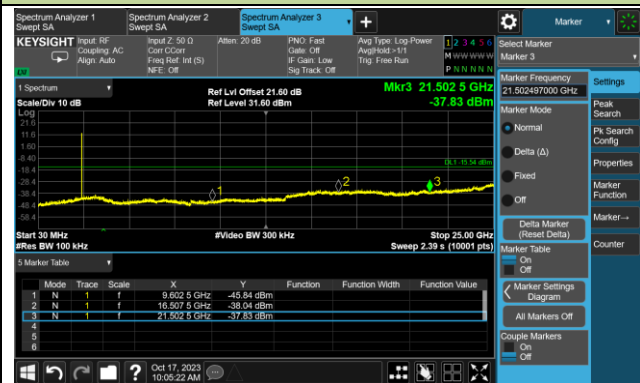 Spectrum Analyzer 1
Swept SA
Spectrum Analyzer 2
Swept SA
Spectrum Analyzer 3
Swept SA
+
Marker
KEYSIGHT
Input: RF
Coupling: AC
Align: Auto
Input Z: 50 Ω
Corr CCorr
Freq Ref: Int (S)
NFE: Off
Atten: 20 dB
PNO: Fast
Gate: Off
IF Gain: Low
Sig Track: Off
Avg Type: Log-Power
Avg|Hold:>1/1
Trig: Free Run
1 2 3 4 5 6
M W W W W W
P N N N N N
Select Marker
Marker 3
1 Spectrum
Scale/Div 10 dB
Log
Ref Lvl Offset 21.60 dB
Ref Level 31.60 dBm
Mkr3 21.502 5 GHz
-37.83 dBm
21.6
11.6
1.60
-8.40
-18.4
-28.4
-38.4
-48.4
-58.4
DL1 -15.54 dBm
1
2
3
Start 30 MHz
#Res BW 100 kHz
#Video BW 300 kHz
Stop 25.00 GHz
Sweep 2.39 s (10001 pts)
5 Marker Table
Mode Trace Scale X Y Function Function Width Function Value
1 N 1 f 9.602 5 GHz -45.84 dBm
2 N 1 f 16.507 5 GHz -38.04 dBm
3 N 1 f 21.502 5 GHz -37.83 dBm
4
5
6
Marker Frequency
21.502497000 GHz
Marker Mode
Normal
Delta (Δ)
Fixed
Off
Delta Marker
(Reset Delta)
Marker Table
On
Off
Marker Settings
Diagram
All Markers Off
Couple Markers
On
Off
Settings
Peak
Search
Pk Search
Config
Properties
Marker
Function
Marker→
Counter
?
Oct 17, 2023
10:05:22 AM